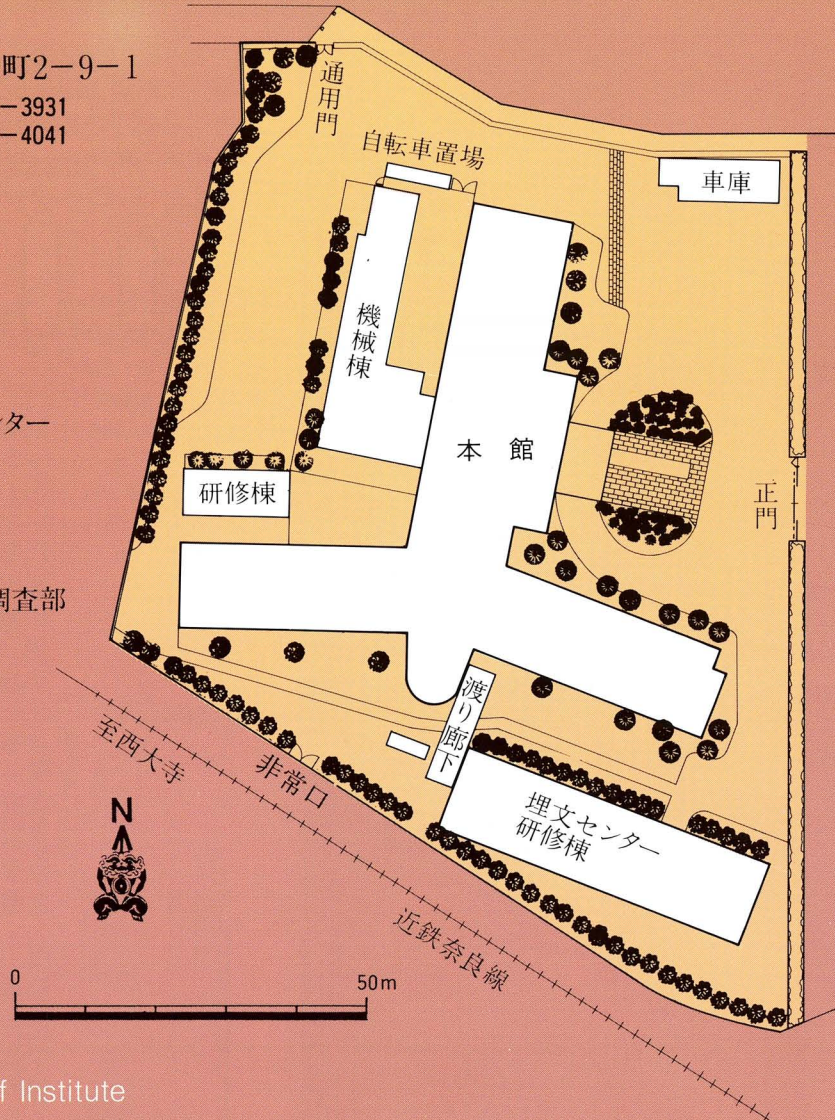 町2-9-1
-3931
-4041
通用門
自転車置場
車庫
機械棟
ター
本館
正門
研修棟
調査部
渡り廊下
至西大寺
非常口
埋文センター
研修棟
近鉄奈良線
N
0
50m
f Institute